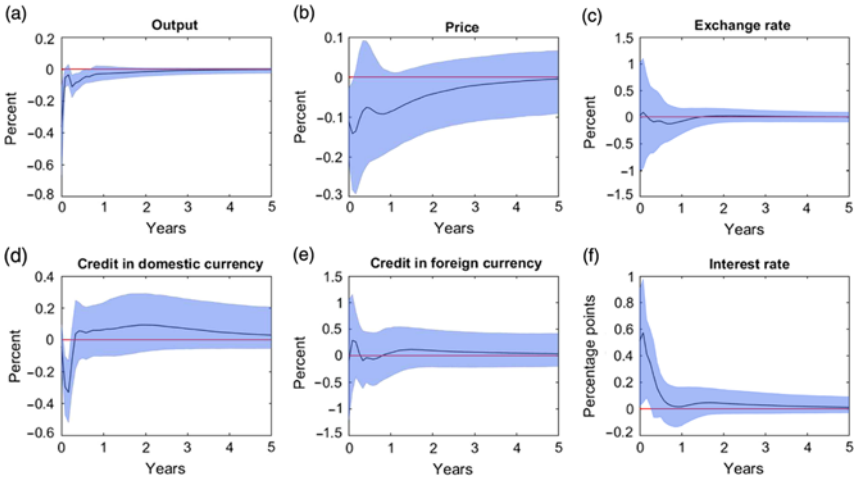 (a)
Output
Percent
0.2
0
−0.2
−0.4
−0.6
−0.8
0 1 2 3 4 5
Years
(b)
Price
Percent
0.1
0
−0.1
−0.2
−0.3
0 1 2 3 4 5
Years
(c)
Exchange rate
Percent
1.5
1
0.5
0
−0.5
−1
−1.5
0 1 2 3 4 5
Years
(d)
Credit in domestic currency
Percent
0.4
0.2
0
−0.2
−0.4
−0.6
0 1 2 3 4 5
Years
(e)
Credit in foreign currency
Percent
1.5
1
0.5
0
−0.5
−1
−1.5
0 1 2 3 4 5
Years
(f)
Interest rate
Percentage points
1
0.8
0.6
0.4
0.2
0
−0.2
0 1 2 3 4 5
Years